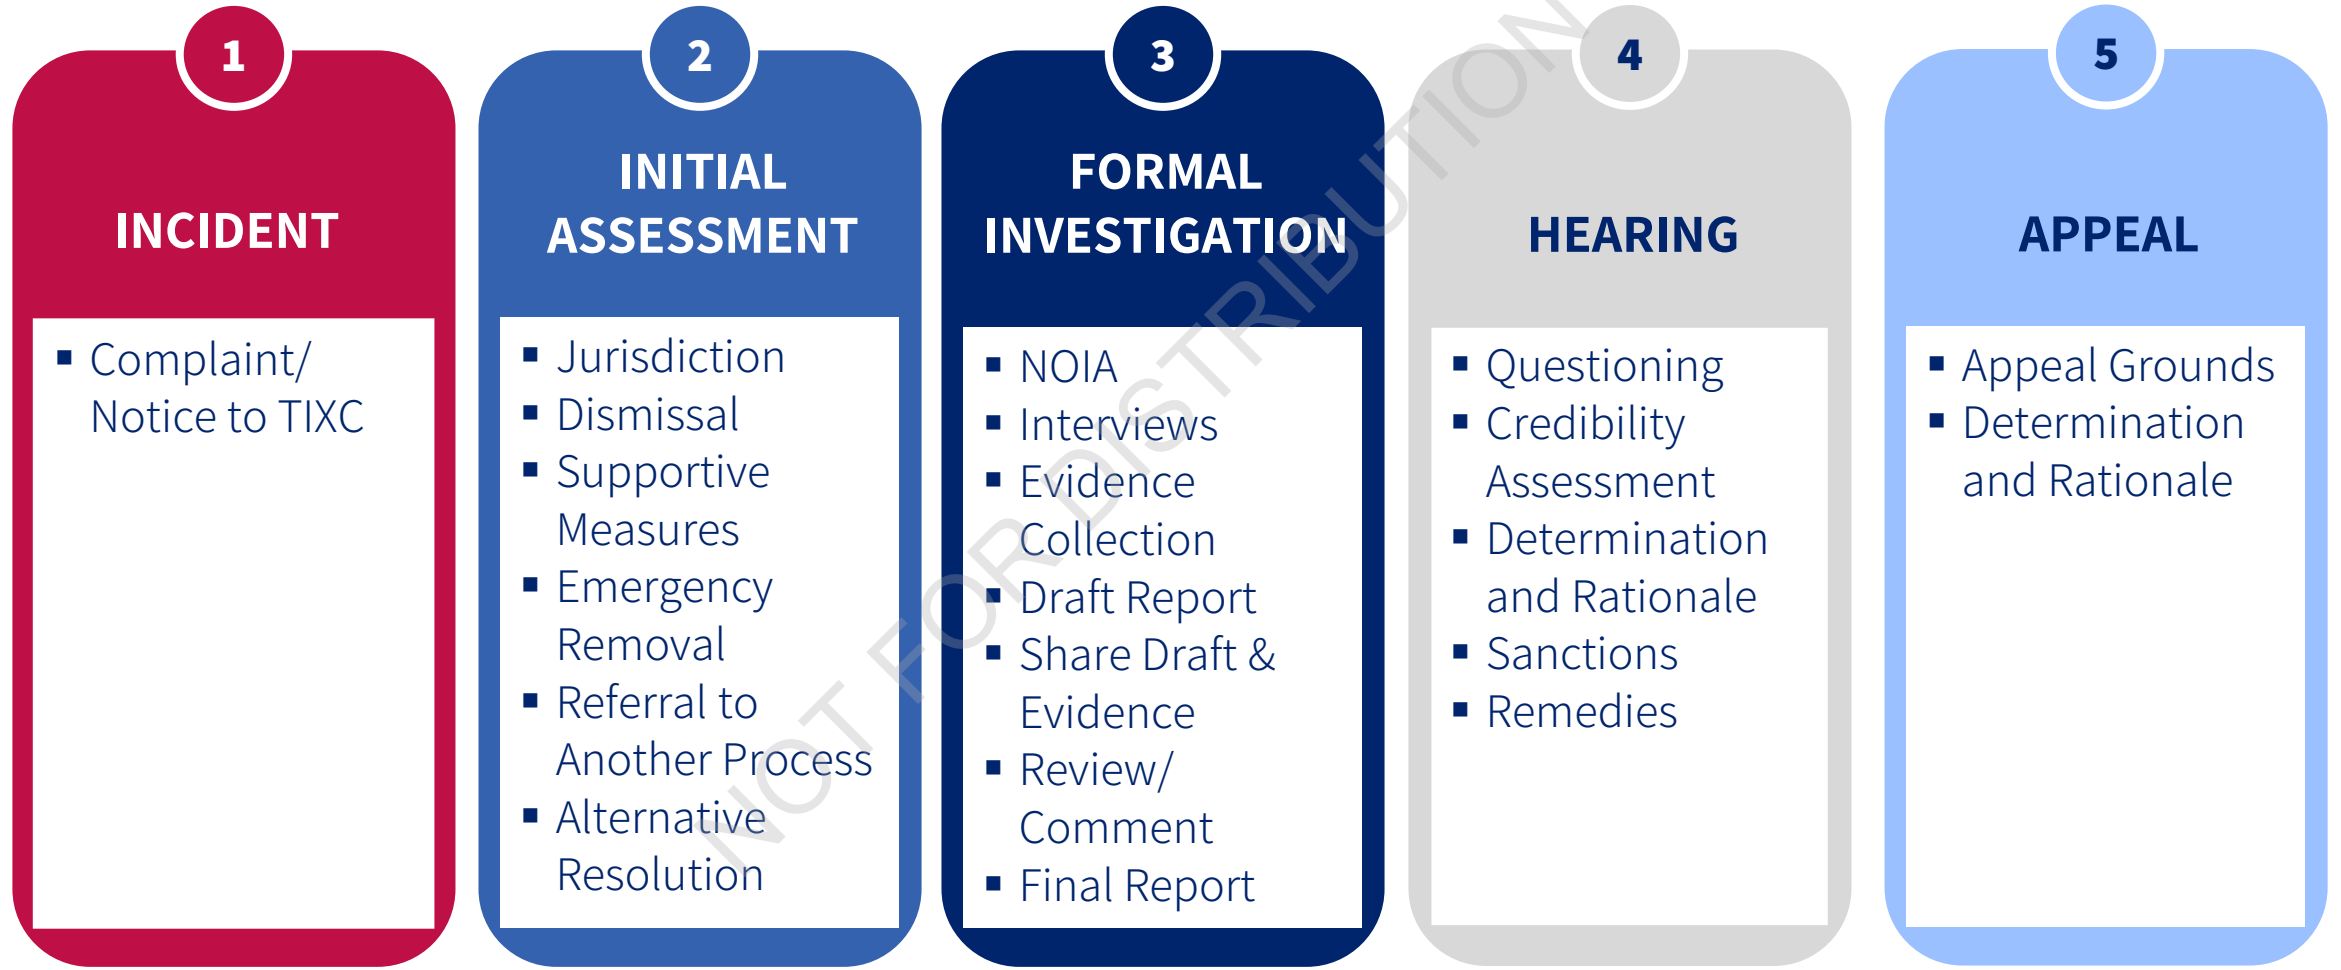 1
INCIDENT
▪ Complaint/
Notice to TIXC
2
INITIAL
ASSESSMENT
▪ Jurisdiction
▪ Dismissal
▪ Supportive
Measures
▪ Emergency
Removal
▪ Referral to
Another Process
▪ Alternative
Resolution
3
FORMAL
INVESTIGATION
▪ NOIA
▪ Interviews
▪ Evidence
Collection
▪ Draft Report
▪ Share Draft &
Evidence
▪ Review/
Comment
▪ Final Report
4
HEARING
▪ Questioning
▪ Credibility
Assessment
▪ Determination
and Rationale
▪ Sanctions
▪ Remedies
5
APPEAL
▪ Appeal Grounds
▪ Determination
and Rationale
NOT FOR DISTRIBUTION